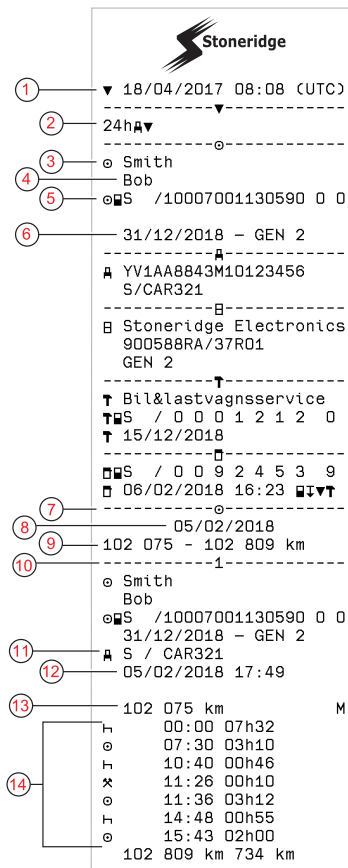 Stoneridge
1 ▼ 18/04/2017 08:08 (UTC)
2 24h
3 Smith
4 Bob
5 S /10007001130590 0 0
6 31/12/2018 – GEN 2
YV1AA8843M10123456
S/CAR321
Stoneridge Electronics
900588RA/37R01
GEN 2
Bil&lastvagnsservice
S / 0 0 0 1 2 1 2 0
15/12/2018
S / 0 0 9 2 4 5 3 9
06/02/2018 16:23
7
8 05/02/2018
9 102 075 – 102 809 km
10 1
Smith
Bob
S /10007001130590 0 0
31/12/2018 – GEN 2
11 S / CAR321
12 05/02/2018 17:49
13 102 075 km M
00:00 07h32
07:30 03h10
10:40 00h46
14 11:26 00h10
11:36 03h12
14:48 00h55
15:43 02h00
102 809 km 734 km